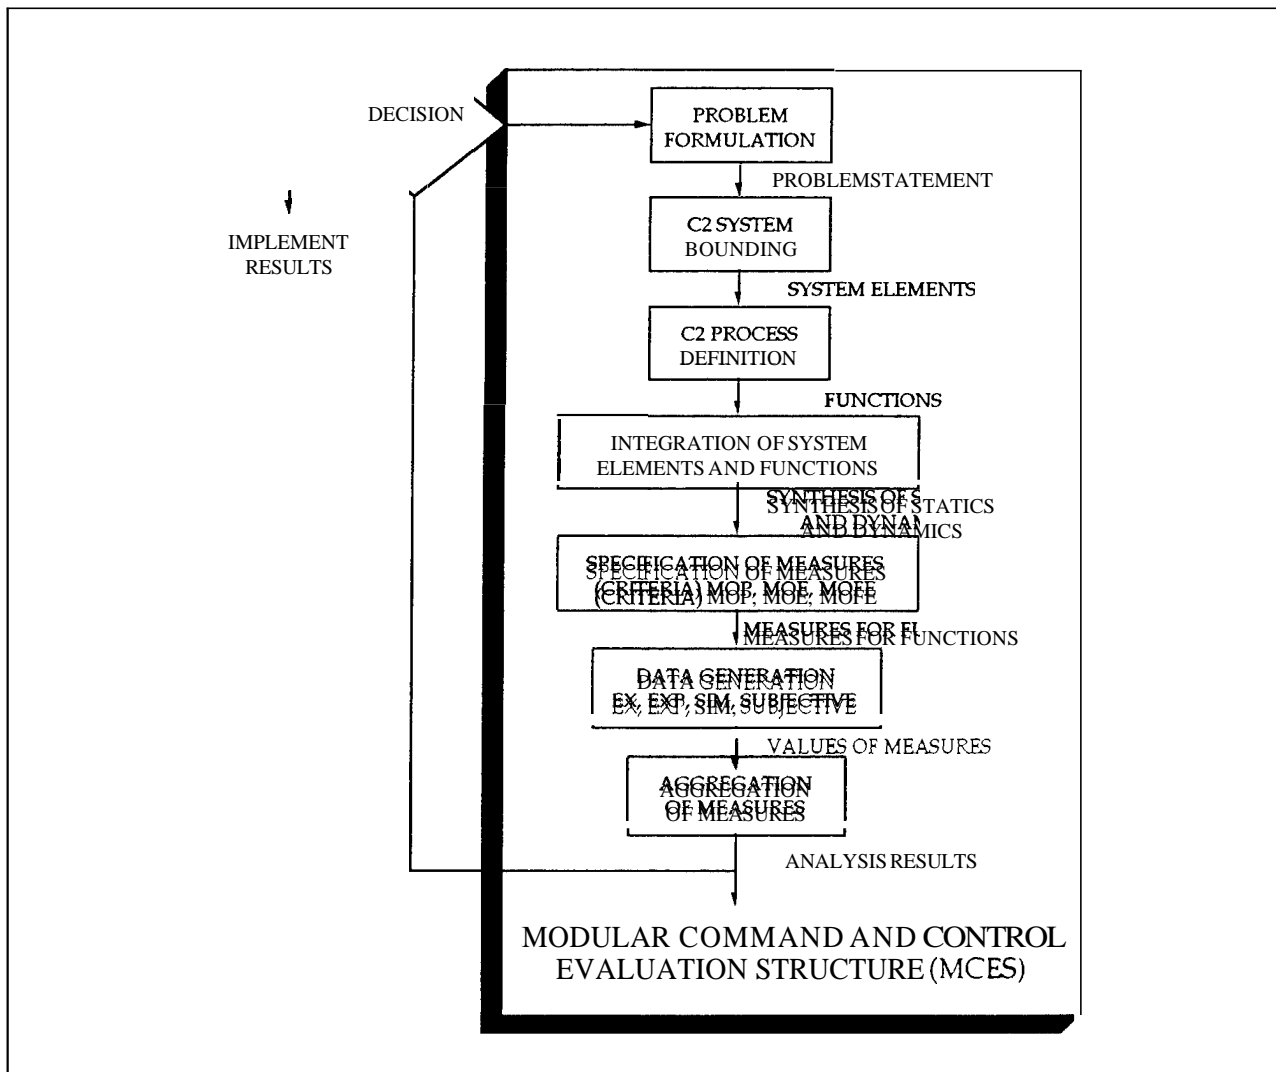 DECISION
PROBLEM
FORMULATION
PROBLEMSTATEMENT
C2 SYSTEM
BOUNDING
IMPLEMENT
RESULTS
SYSTEM ELEMENTS
C2 PROCESS
DEFINITION
FUNCTIONS
INTEGRATION OF SYSTEM
ELEMENTS AND FUNCTIONS
SYNTHESIS OF STATICS
AND DYNAMICS
SPECIFICATION OF MEASURES
(CRITERIA) MOP, MOE, MOFE
MEASURES FOR FUNCTIONS
DATA GENERATION
EX, EXP, SIM, SUBJECTIVE
VALUES OF MEASURES
AGGREGATION
OF MEASURES
ANALYSIS RESULTS
MODULAR COMMAND AND CONTROL
EVALUATION STRUCTURE (MCES)